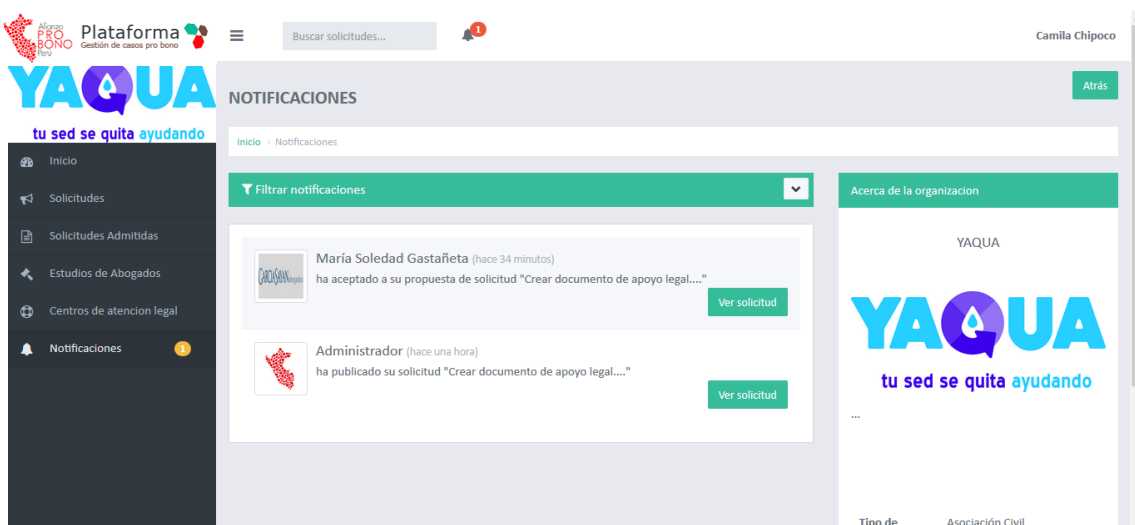 Alianza
PRO
BONO
Perú
Plataforma
Gestión de casos pro bono
Buscar solicitudes...
1
Camila Chipoco
YAQUA
tu sed se quita ayudando
Inicio
Solicitudes
Solicitudes Admitidas
Estudios de Abogados
Centros de atencion legal
Notificaciones 1
NOTIFICACIONES
Atrás
Inicio > Notificaciones
Filtrar notificaciones
María Soledad Gastañeta (hace 34 minutos)
ha aceptado a su propuesta de solicitud "Crear documento de apoyo legal...."
Ver solicitud
Administrador (hace una hora)
ha publicado su solicitud "Crear documento de apoyo legal...."
Ver solicitud
Acerca de la organizacion
YAQUA
YAQUA
tu sed se quita ayudando
...
Tipo de Asociación Civil